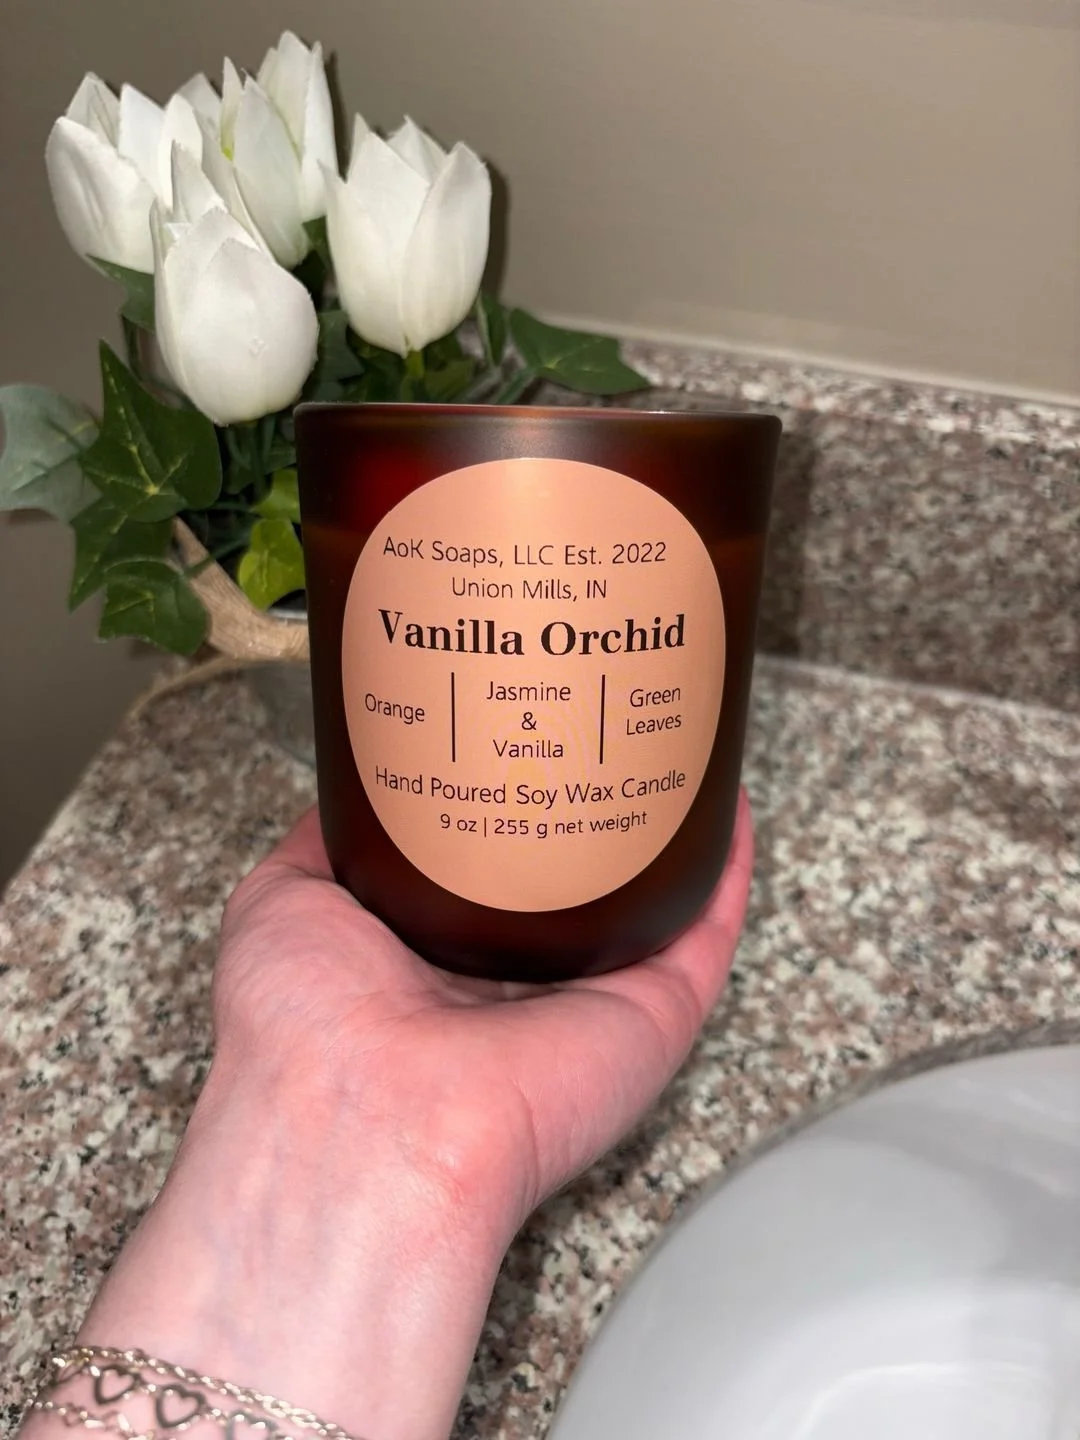 AoK Soaps, LLC Est. 2022
Union Mills, IN
Vanilla Orchid
Orange
Jasmine
&
Vanilla
Green
Leaves
Hand Poured Soy Wax Candle
9 oz | 255 g net weight